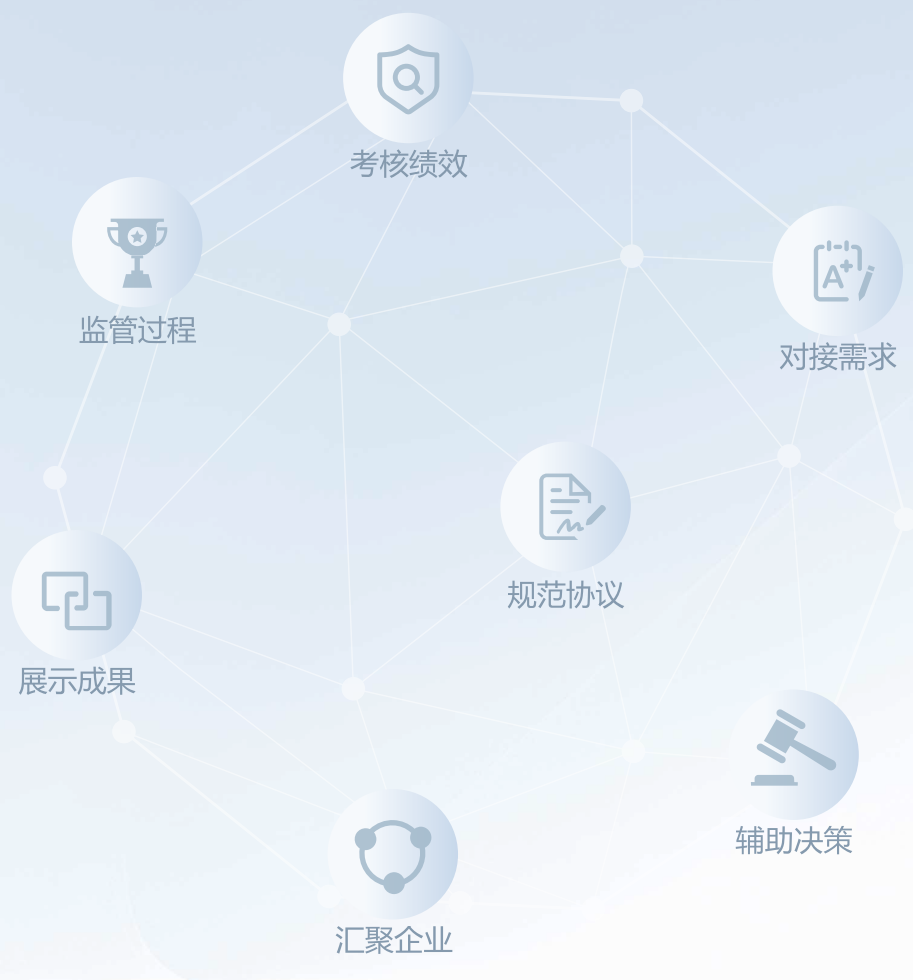 考核绩效
监管过程
对接需求
规范协议
展示成果
辅助决策
汇聚企业